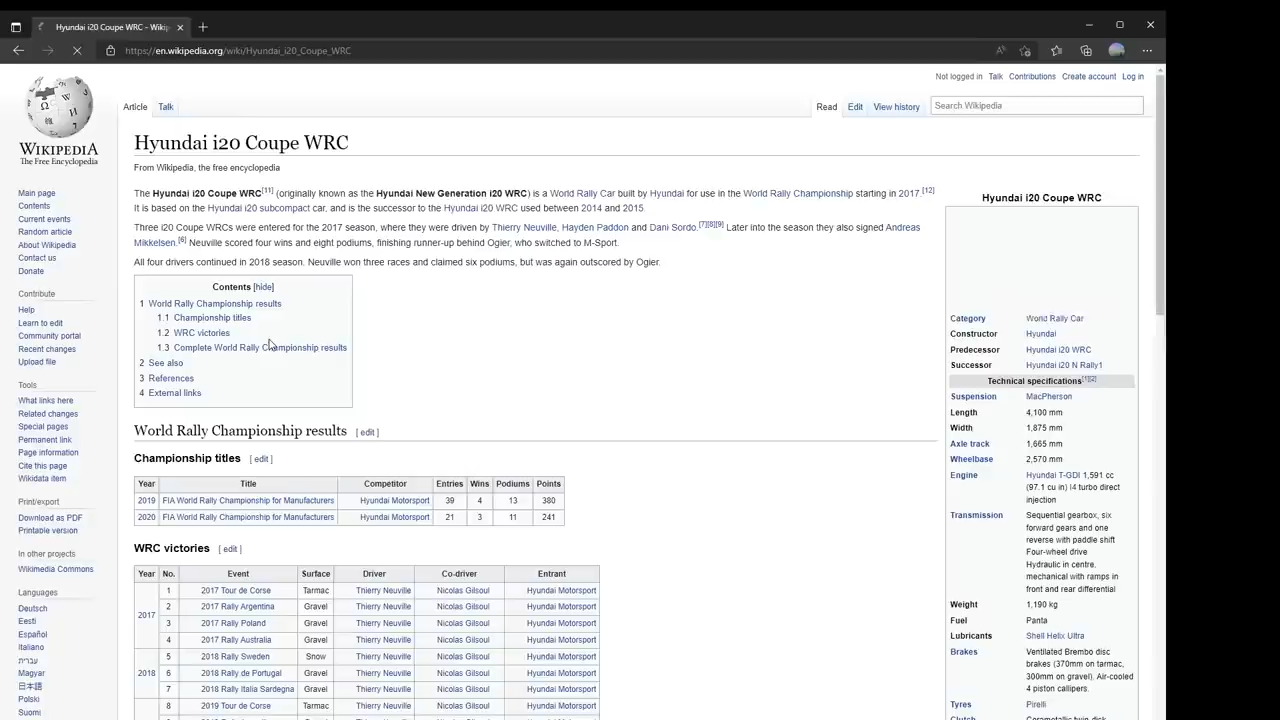 Hyundai i20 Coupe WRC - Wiki
https://en.wikipedia.org/wiki/Hyundai_i20_Coupe_WRC
Not logged in Talk Contributions Create account Log in
Article Talk Read Edit View history Search Wikipedia
WIKIPEDIA
The Free Encyclopedia
Main page
Contents
Current events
Random article
About Wikipedia
Contact us
Donate
Contribute
Help
Learn to edit
Community portal
Recent changes
Upload file
Tools
What links here
Related changes
Special pages
Permanent link
Page information
Cite this page
Wikidata item
Print/export
Download as PDF
Printable version
In other projects
Wikimedia Commons
Languages
Deutsch
Eesti
Español
Italiano
עברית
Magyar
日本語
Polski
Suomi
Hyundai i20 Coupe WRC
From Wikipedia, the free encyclopedia
The Hyundai i20 Coupe WRC[11] (originally known as the Hyundai New Generation i20 WRC) is a World Rally Car built by Hyundai for use in the World Rally Championship starting in 2017.[12]
It is based on the Hyundai i20 subcompact car, and is the successor to the Hyundai i20 WRC used between 2014 and 2015.
Three i20 Coupe WRCs were entered for the 2017 season, where they were driven by Thierry Neuville, Hayden Paddon and Dani Sordo.[7][8][9] Later into the season they also signed Andreas
Mikkelsen.[6] Neuville scored four wins and eight podiums, finishing runner-up behind Ogier, who switched to M-Sport.
All four drivers continued in 2018 season. Neuville won three races and claimed six podiums, but was again outscored by Ogier.
Contents [hide]
1 World Rally Championship results
1.1 Championship titles
1.2 WRC victories
1.3 Complete World Rally Championship results
2 See also
3 References
4 External links
World Rally Championship results [ edit ]
Championship titles [ edit ]
Year Title Competitor Entries Wins Podiums Points
2019 FIA World Rally Championship for Manufacturers Hyundai Motorsport 39 4 13 380
2020 FIA World Rally Championship for Manufacturers Hyundai Motorsport 21 3 11 241
WRC victories [ edit ]
Year No. Event Surface Driver Co-driver Entrant
2017 1 2017 Tour de Corse Tarmac Thierry Neuville Nicolas Gilsoul Hyundai Motorsport
2 2017 Rally Argentina Gravel Thierry Neuville Nicolas Gilsoul Hyundai Motorsport
3 2017 Rally Poland Gravel Thierry Neuville Nicolas Gilsoul Hyundai Motorsport
4 2017 Rally Australia Gravel Thierry Neuville Nicolas Gilsoul Hyundai Motorsport
2018 5 2018 Rally Sweden Snow Thierry Neuville Nicolas Gilsoul Hyundai Motorsport
6 2018 Rally de Portugal Gravel Thierry Neuville Nicolas Gilsoul Hyundai Motorsport
7 2018 Rally Italia Sardegna Gravel Thierry Neuville Nicolas Gilsoul Hyundai Motorsport
8 2019 Tour de Corse Tarmac Thierry Neuville Nicolas Gilsoul Hyundai Motorsport
Hyundai i20 Coupe WRC
Category World Rally Car
Constructor Hyundai
Predecessor Hyundai i20 WRC
Successor Hyundai i20 N Rally1
Technical specifications[1][2]
Suspension MacPherson
Length 4,100 mm
Width 1,875 mm
Axle track 1,665 mm
Wheelbase 2,570 mm
Engine Hyundai T-GDI 1,591 cc
(97.1 cu in) I4 turbo direct
injection
Transmission Sequential gearbox, six
forward gears and one
reverse with paddle shift
Four-wheel drive
Hydraulic in centre,
mechanical with ramps in
front and rear differential
Weight 1,190 kg
Fuel Panta
Lubricants Shell Helix Ultra
Brakes Ventilated Brembo disc
brakes (370mm on tarmac,
300mm on gravel). Air-cooled
4 piston callipers.
Tyres Pirelli